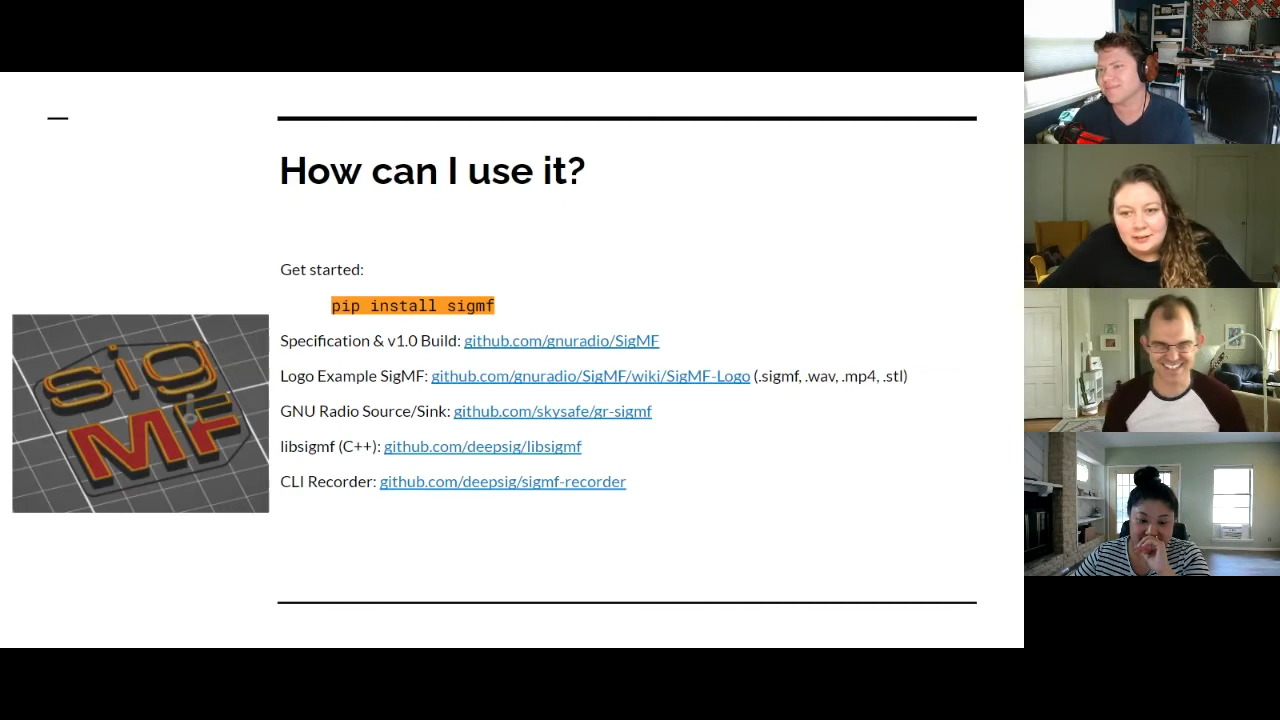 How can I use it?
Get started:
pip install sigmf
Specification & v1.0 Build: github.com/gnuradio/SigMF
Logo Example SigMF: github.com/gnuradio/SigMF/wiki/SigMF-Logo (.sigmf, .wav, .mp4, .stl)
GNU Radio Source/Sink: github.com/skysafe/gr-sigmf
libsigmf (C++): github.com/deepsig/libsigmf
CLI Recorder: github.com/deepsig/sigmf-recorder
sig
MF